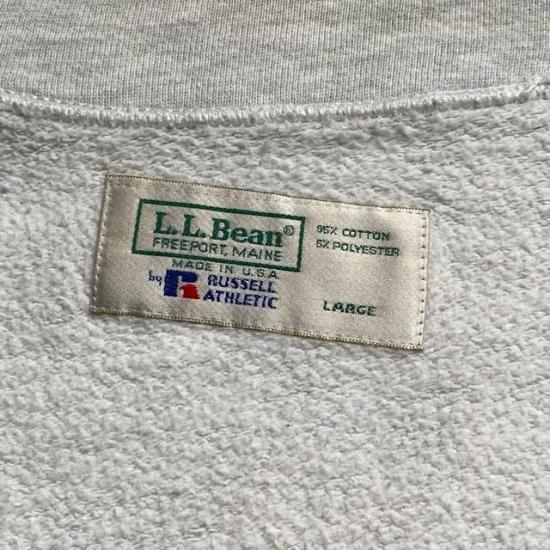 L.L.Bean®
FREEPORT, MAINE
MADE IN U.S.A.
by R RUSSELL
ATHLETIC
95% COTTON
5% POLYESTER
LARGE